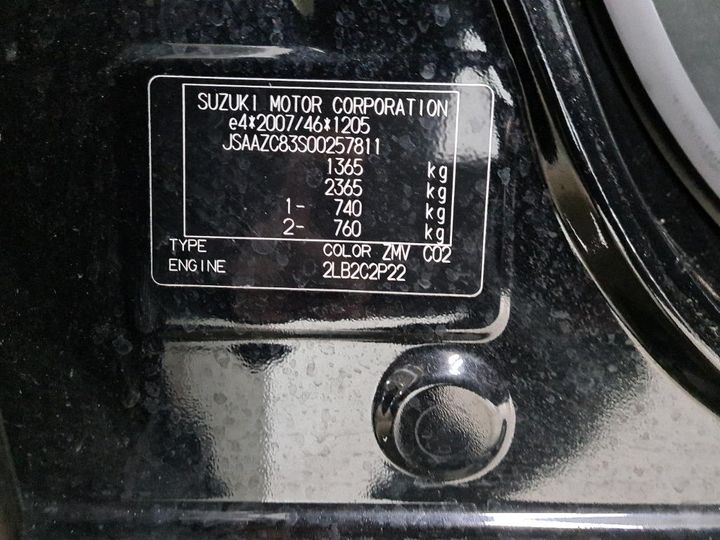 SUZUKI MOTOR CORPORATION
e4*2007/46*1205
JSAAZC83S00257811
1365 kg
2365 kg
1- 740 kg
2- 760 kg
TYPE COLOR ZMV C02
ENGINE 2LB2C2P22